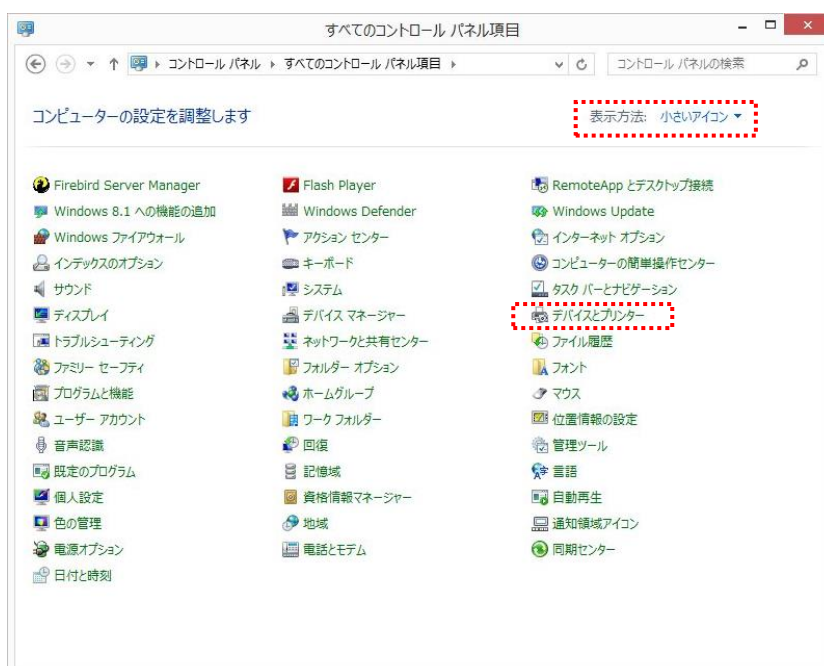 すべてのコントロール パネル項目
コントロール パネル ▸ すべてのコントロール パネル項目 ▸ コントロール パネルの検索
コンピューターの設定を調整します 表示方法: 小さいアイコン
Firebird Server Manager Flash Player RemoteApp とデスクトップ接続
Windows 8.1 への機能の追加 Windows Defender Windows Update
Windows ファイアウォール アクション センター インターネット オプション
インデックスのオプション キーボード コンピューターの簡単操作センター
サウンド システム タスク バーとナビゲーション
ディスプレイ デバイス マネージャー デバイスとプリンター
トラブルシューティング ネットワークと共有センター ファイル履歴
ファミリー セーフティ フォルダー オプション フォント
プログラムと機能 ホームグループ マウス
ユーザー アカウント ワーク フォルダー 位置情報の設定
音声認識 回復 管理ツール
既定のプログラム 記憶域 言語
個人設定 資格情報マネージャー 自動再生
色の管理 地域 通知領域アイコン
電源オプション 電話とモデム 同期センター
日付と時刻